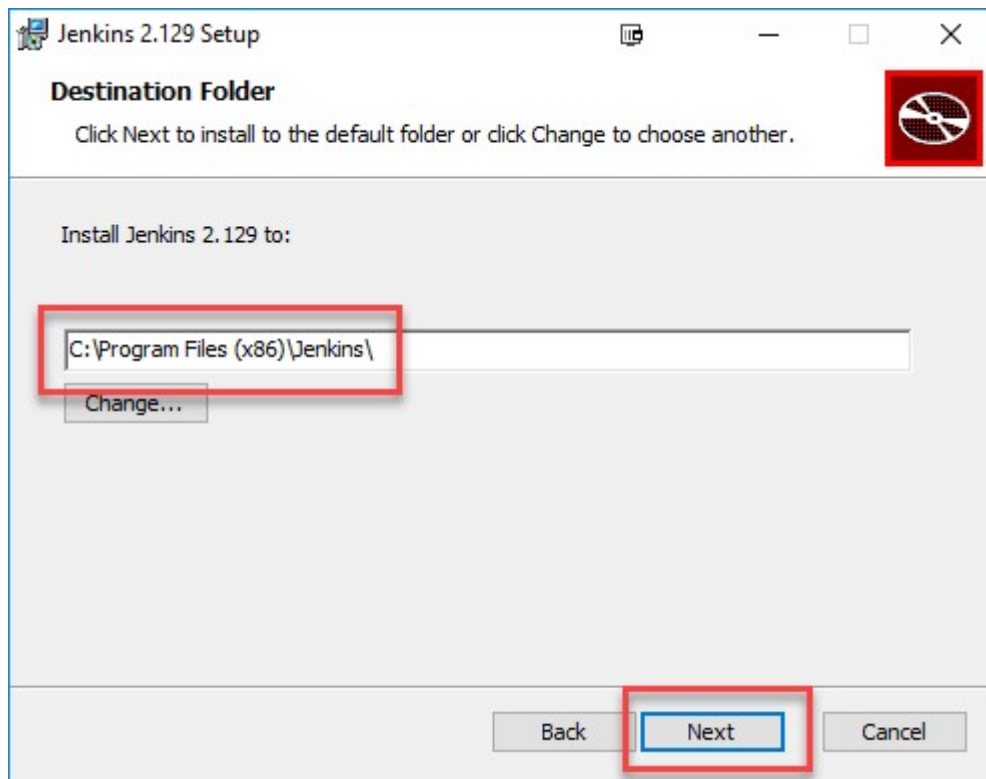 Jenkins 2.129 Setup
Destination Folder
Click Next to install to the default folder or click Change to choose another.
Install Jenkins 2.129 to:
C:\Program Files (x86)\Jenkins\
Change...
Back Next Cancel